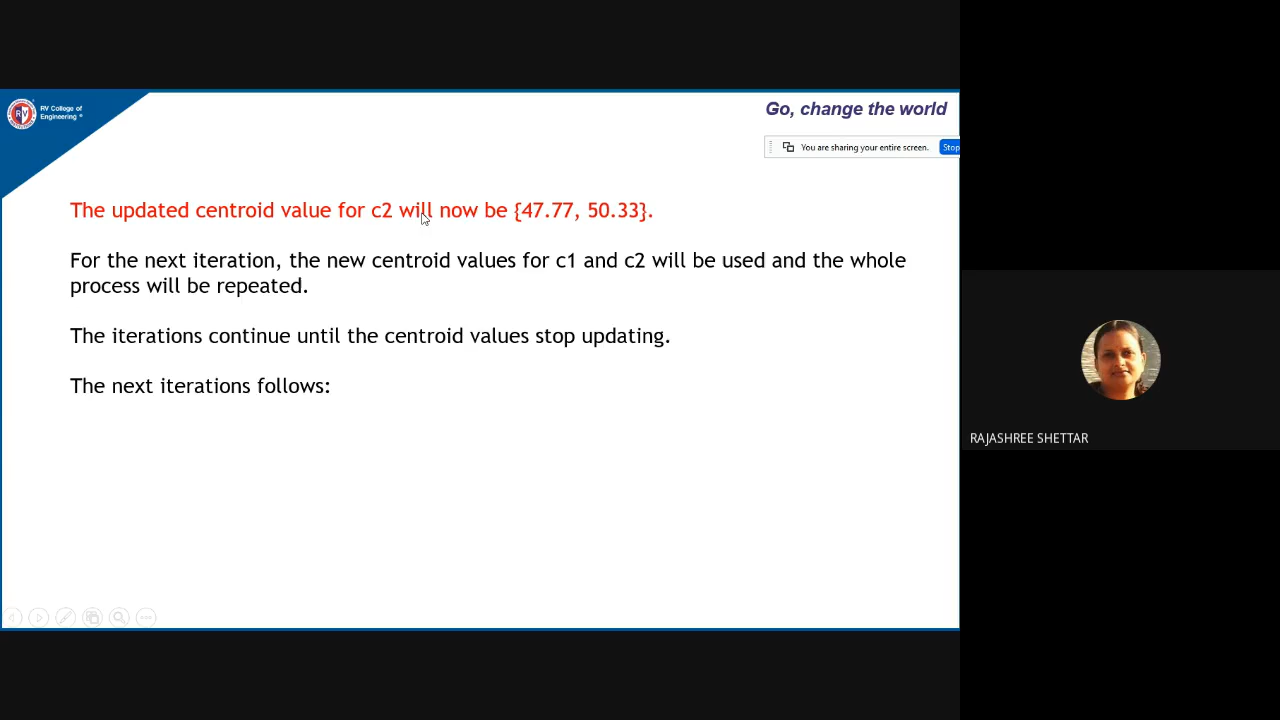 RV College of
Engineering
Go, change the world
You are sharing your entire screen.
Stop
The updated centroid value for c2 will now be {47.77, 50.33}.
For the next iteration, the new centroid values for c1 and c2 will be used and the whole
process will be repeated.
The iterations continue until the centroid values stop updating.
The next iterations follows:
RAJASHREE SHETTAR